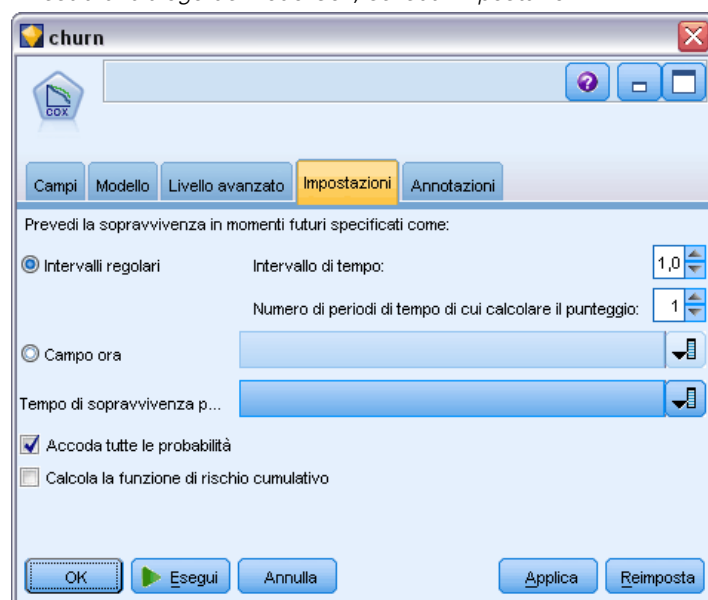 churn
COX
Campi Modello Livello avanzato Impostazioni Annotazioni
Prevedi la sopravvivenza in momenti futuri specificati come:
Intervalli regolari Intervallo di tempo: 1,0
Numero di periodi di tempo di cui calcolare il punteggio: 1
Campo ora
Tempo di sopravvivenza p...
Accoda tutte le probabilità
Calcola la funzione di rischio cumulativo
OK Esegui Annulla Applica Reimposta